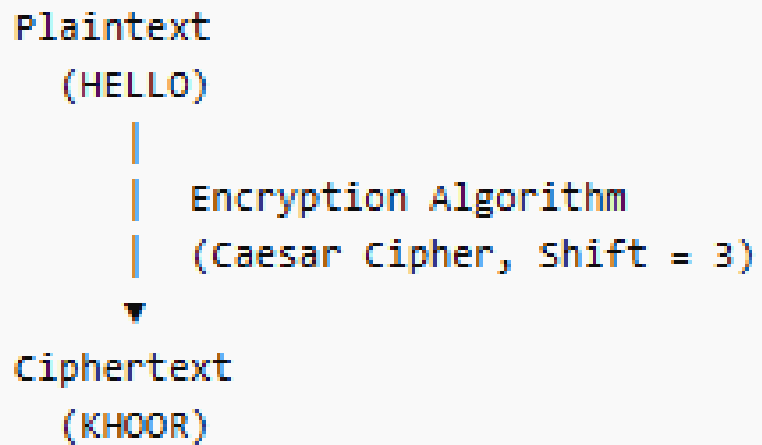 Plaintext
(HELLO)
Encryption Algorithm
(Caesar Cipher, Shift = 3)
Ciphertext
(KHOOR)